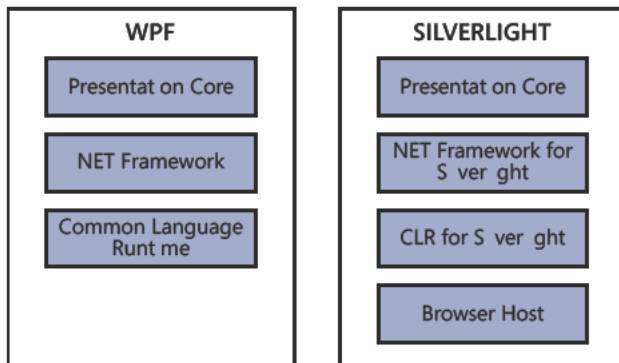 WPF
Presentat on Core
NET Framework
Common Language
Runt me
SILVERLIGHT
Presentat on Core
NET Framework for
S ver ght
CLR for S ver ght
Browser Host